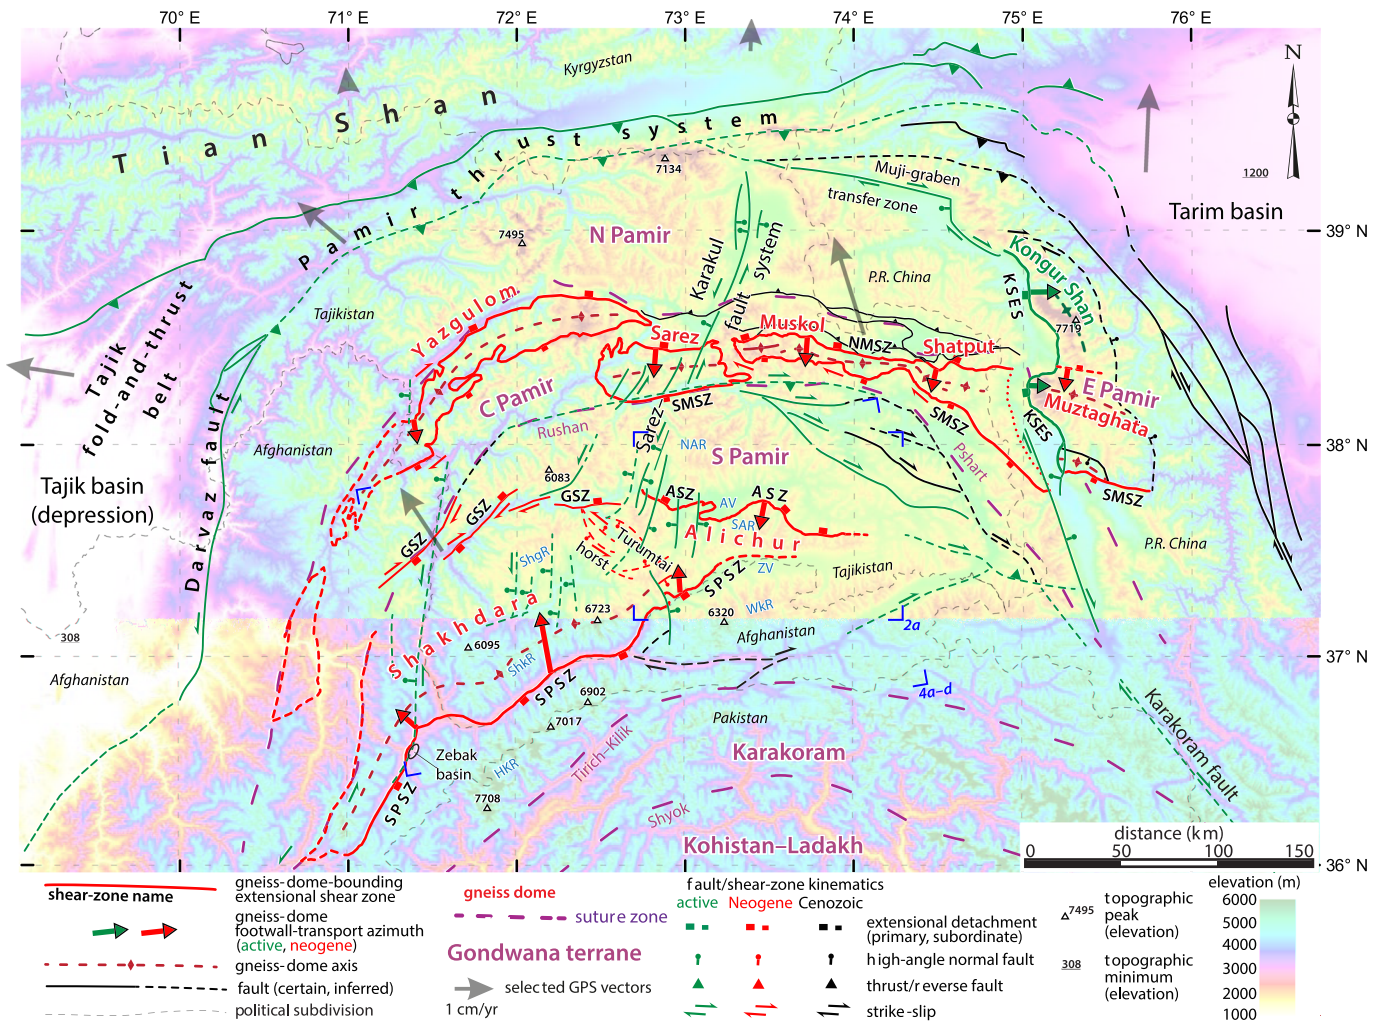 70° E
71° E
72° E
73° E
74° E
75° E
76° E
Kyrgyzstan
N
Tian Shan
7134
Pamir thrust system
Muji-graben
transfer zone
1200
Tarim basin
39° N
7495
N Pamir
Karakul
fault
system
P.R. China
Kongur Shan
KSES
7719
Tajikistan
Tajik
fold-and-thrust
belt
Yazgulom
Sarez
Muskol
NMSZ
Shatput
E Pamir
Muztaghata
C Pamir
SMSZ
SMSZ
KSES
Rushan
Sarez
NAR
Pshart
38° N
Afghanistan
S Pamir
Tajik basin
(depression)
Darvaz fault
6083
GSZ
GSZ
GSZ
ASZ
ASZ
AV
SAR
SMSZ
Alichur
Turumtai
horst
P.R. China
ShgR
SPSZ
ZV
Tajikistan
Shakhdara
6723
6320
WkR
308
6095
Afghanistan
2a
37° N
Afghanistan
ShkR
SPSZ
6902
4a-d
7017
Pakistan
Karakoram fault
Zebak
basin
HKR
Tirich-Kilik
Karakoram
SPSZ
7708
Shyok
Kohistan-Ladakh
distance (km)
0 50 100 150
36° N
shear-zone name
gneiss-dome-bounding
extensional shear zone
gneiss-dome
footwall-transport azimuth
(active, neogene)
gneiss-dome axis
fault (certain, inferred)
political subdivision
gneiss dome
suture zone
Gondwana terrane
selected GPS vectors
1 cm/yr
fault/shear-zone kinematics
active Neogene Cenozoic
extensional detachment
(primary, subordinate)
high-angle normal fault
thrust/reverse fault
strike-slip
7495
topographic
peak
(elevation)
308
topographic
minimum
(elevation)
elevation (m)
6000
5000
4000
3000
2000
1000